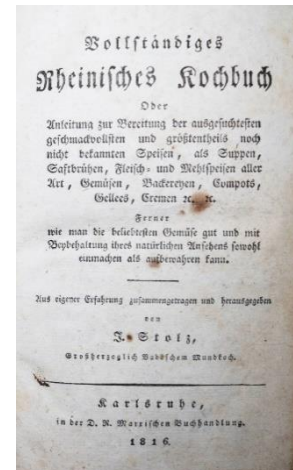 Vollständiges
Rheinisches Kochbuch
Oder
Anleitung zur Bereitung der ausgesuchtesten
geschmackvollsten und größtentheils noch
nicht bekannten Speisen, als Suppen,
Saftbrühen, Fleisch- und Mehlspeisen aller
Art, Gemüsen, Backereyen, Compots,
Gellees, Cremen ꝛc. ꝛc.
Ferner
wie man die beliebtesten Gemüse gut und mit
Beybehaltung ihres natürlichen Ansehens sowohl
einmachen als aufbewahren kann.
Aus eigener Erfahrung zusammengetragen und herausgegeben
von
J. Stolz,
Großherzoglich Badischem Mundkoch.
Karlsruhe,
in der D. R. Marxischen Buchhandlung.
1816.